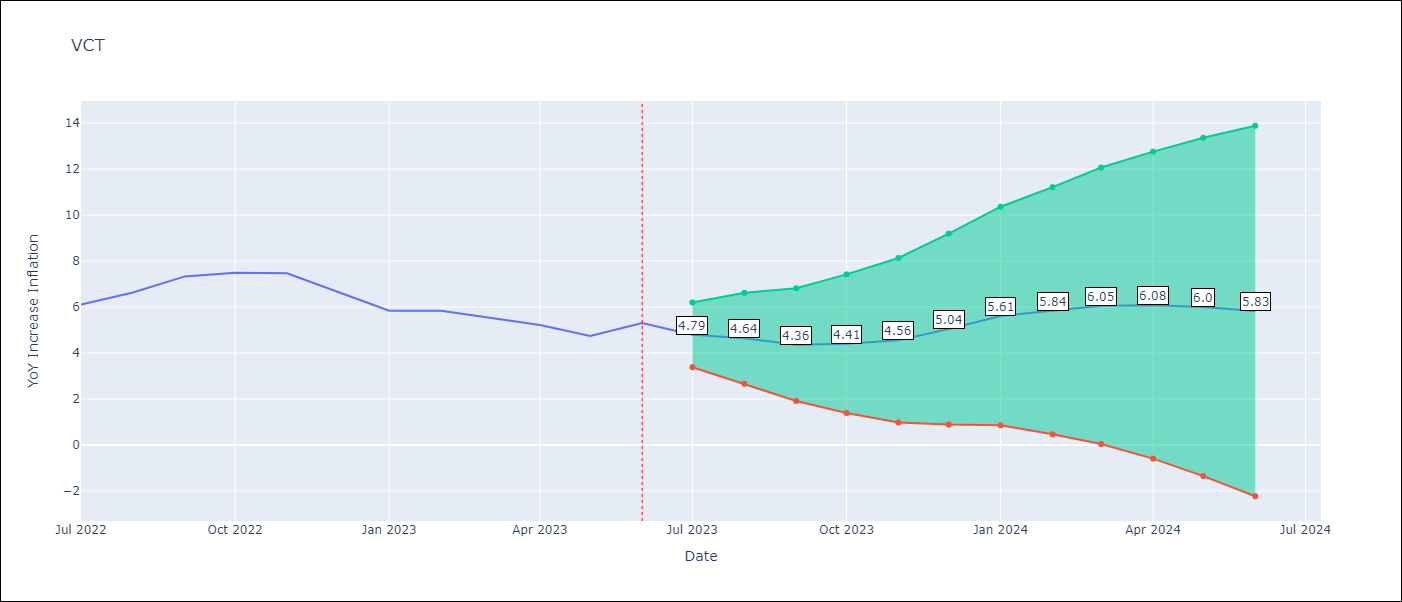 VCT
14
12
10
8
6
4
2
0
−2
YoY Increase Inflation
4.79
4.64
4.36
4.41
4.56
5.04
5.61
5.84
6.05
6.08
6.0
5.83
Jul 2022
Oct 2022
Jan 2023
Apr 2023
Jul 2023
Oct 2023
Jan 2024
Apr 2024
Jul 2024
Date